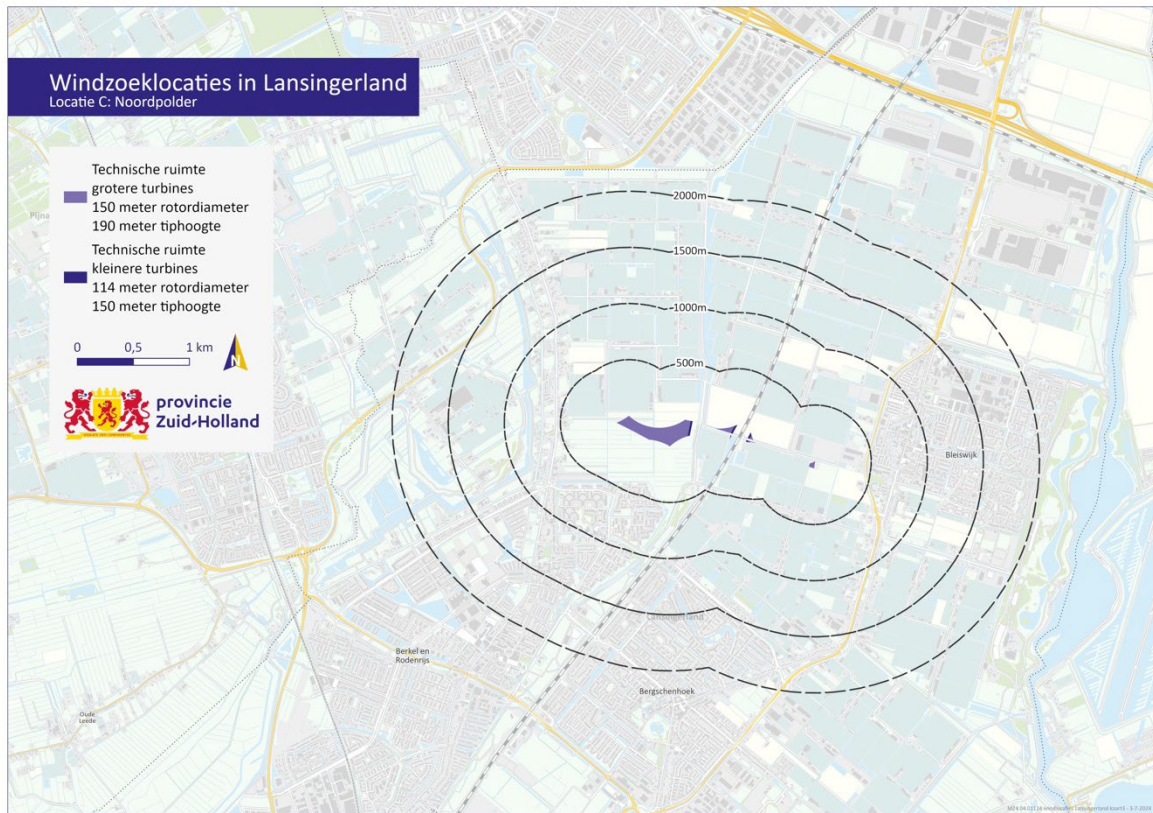 Windzoeklocaties in Lansingerland
Locatie C: Noordpolder
Technische ruimte
grotere turbines
150 meter rotordiameter
190 meter tiphoogte
Technische ruimte
kleinere turbines
114 meter rotordiameter
150 meter tiphoogte
0 0,5 1 km
N
provincie
Zuid-Holland
2000m
1500m
1000m
500m
Bleiswijk
Lansingerland
Berkel en
Rodenrijs
Bergschenhoek
Oude
Leede